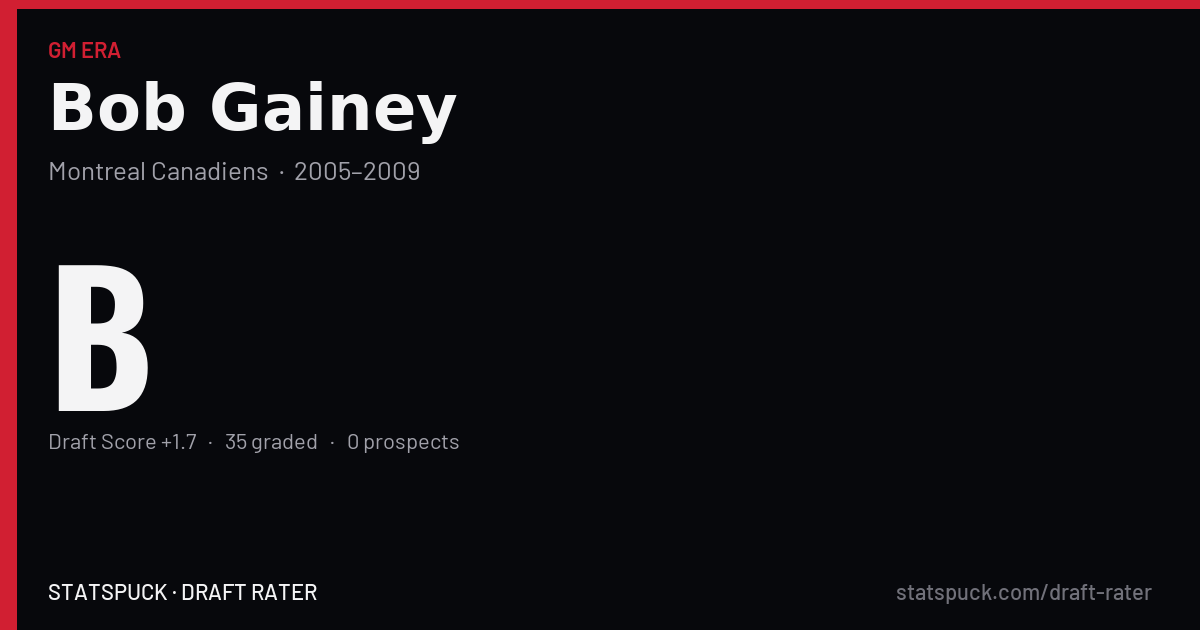 GM ERA
Bob Gainey
Montreal Canadiens · 2005–2009
B
Draft Score +1.7 · 35 graded · 0 prospects
STATSPUCK · DRAFT RATER
statspuck.com/draft-rater